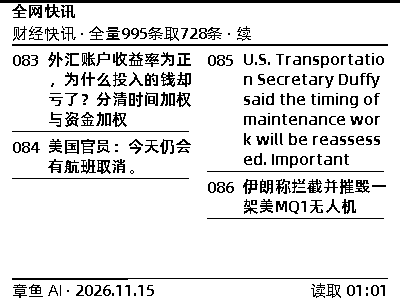 全网快讯
财经快讯 · 全量995条取728条 · 续
083 外汇账户收益率为正
，为什么投入的钱却
亏了？分清时间加权
与资金加权
084 美国官员：今天仍会
有航班取消。
085 U.S. Transportatio
n Secretary Duffy
said the timing of
maintenance wor
k will be reassess
ed. Important
086 伊朗称拦截并摧毁一
架美MQ1无人机
章鱼 AI · 2026.11.15
读取 01:01